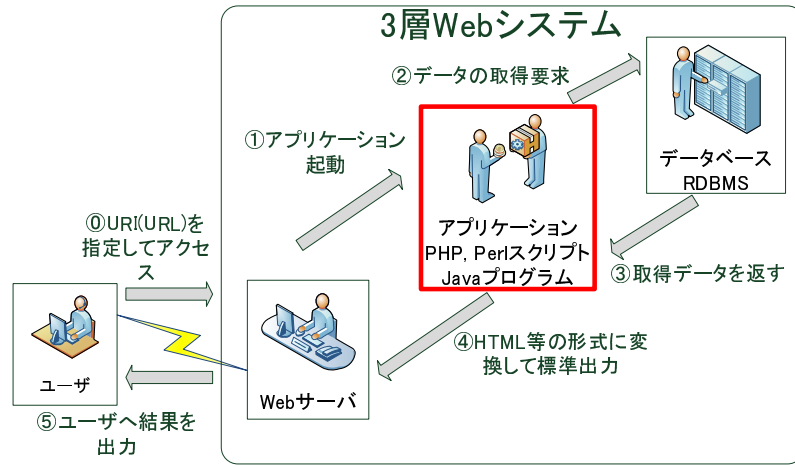 3層Webシステム
②データの取得要求
①アプリケーション
起動
データベース
RDBMS
アプリケーション
PHP, Perlスクリプト
Javaプログラム
⓪URI(URL)を
指定してアクセ
ス
③取得データを返す
④HTML等の形式に変
換して標準出力
ユーザ
Webサーバ
⑤ユーザへ結果を
出力